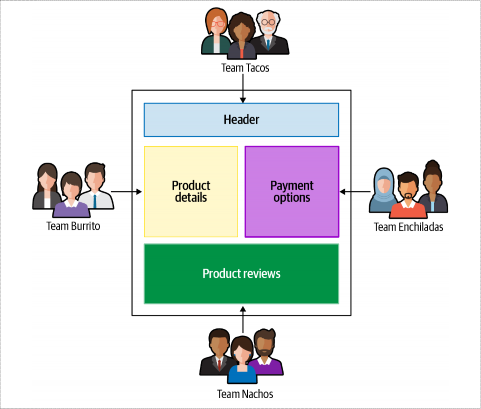 Team Tacos
Header
Product
details
Payment
options
Team Burrito
Team Enchiladas
Product reviews
Team Nachos